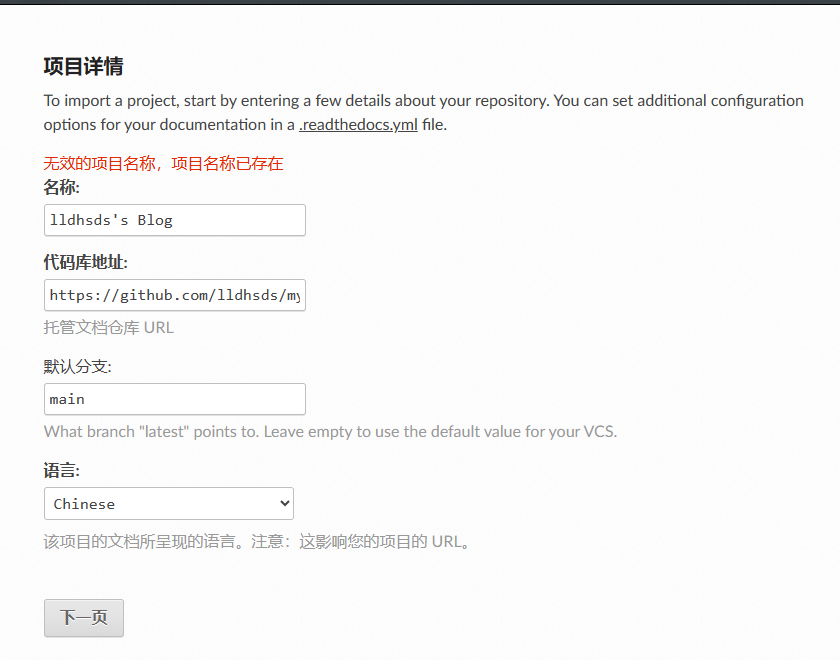 项目详情
To import a project, start by entering a few details about your repository. You can set additional configuration
options for your documentation in a .readthedocs.yml file.
无效的项目名称，项目名称已存在
名称:
lldhsds's Blog
代码库地址:
https://github.com/lldhsds/my
托管文档仓库 URL
默认分支:
main
What branch "latest" points to. Leave empty to use the default value for your VCS.
语言:
Chinese
该项目的文档所呈现的语言。注意：这影响您的项目的 URL。
下一页